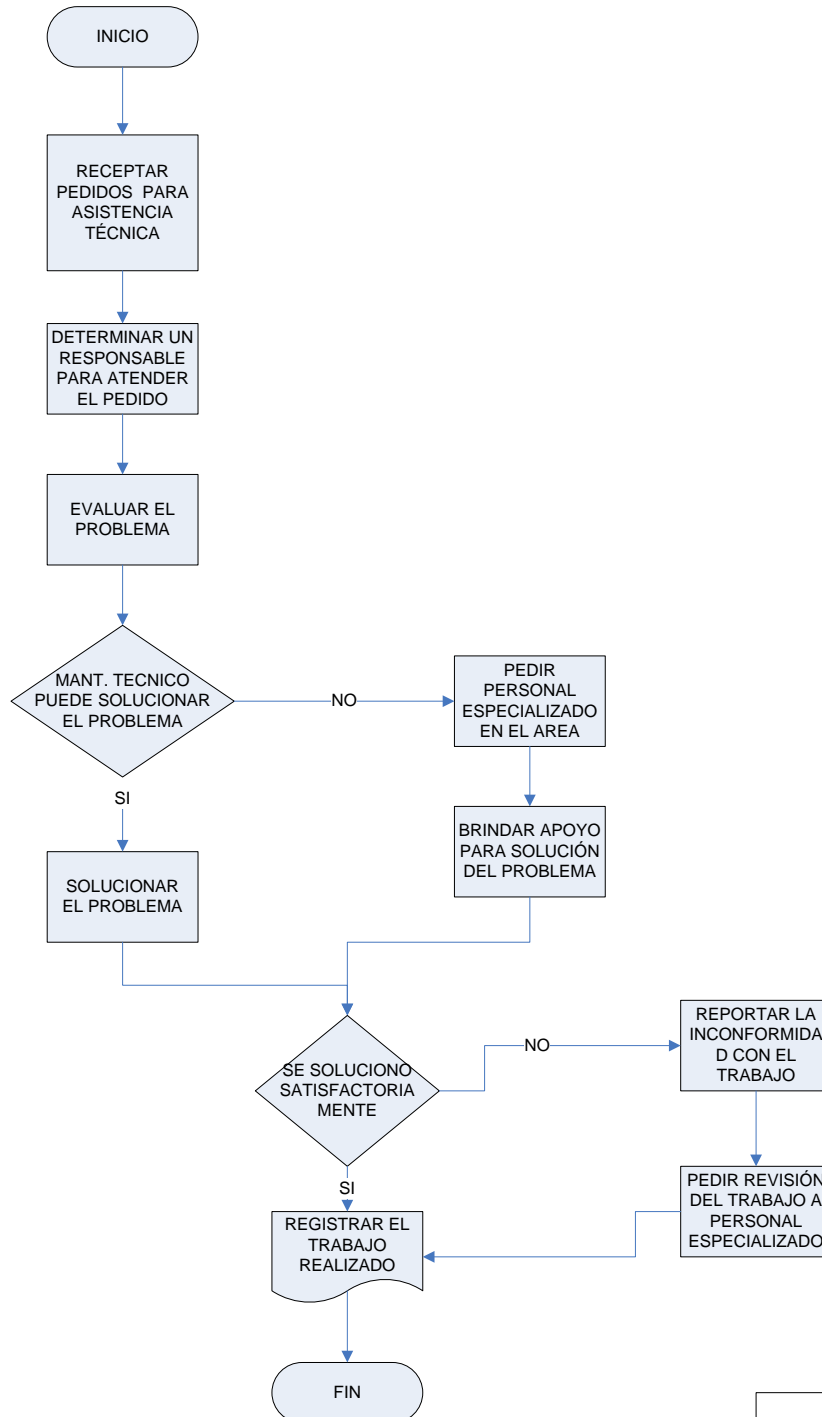 INICIO
RECEPTAR
PEDIDOS PARA
ASISTENCIA
TÉCNICA
DETERMINAR UN
RESPONSABLE
PARA ATENDER
EL PEDIDO
EVALUAR EL
PROBLEMA
MANT. TECNICO
PUEDE SOLUCIONAR
EL PROBLEMA
NO
PEDIR
PERSONAL
ESPECIALIZADO
EN EL AREA
SI
BRINDAR APOYO
PARA SOLUCIÓN
DEL PROBLEMA
SOLUCIONAR
EL PROBLEMA
SE SOLUCIONO
SATISFACTORIA
MENTE
NO
REPORTAR LA
INCONFORMIDA
D CON EL
TRABAJO
SI
PEDIR REVISIÓN
DEL TRABAJO A
PERSONAL
ESPECIALIZADO
REGISTRAR EL
TRABAJO
REALIZADO
FIN